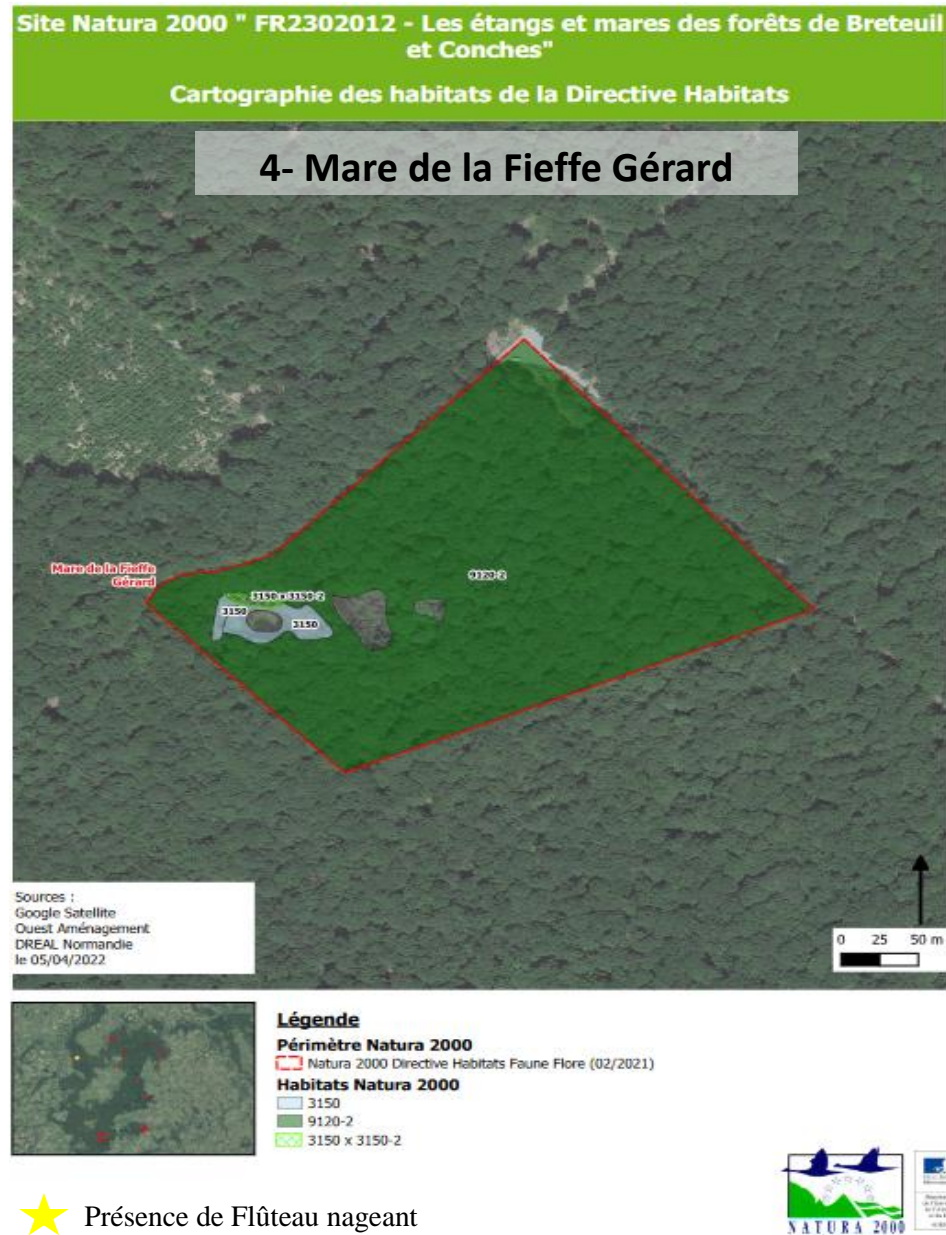 Site Natura 2000 " FR2302012 - Les étangs et mares des forêts de Breteuil
et Conches"
Cartographie des habitats de la Directive Habitats
4- Mare de la Fieffe Gérard
Mare de la Fieffe
Gérard
9120-2
3150 x 3150-2
3150
3150
Sources :
Google Satellite
Ouest Aménagement
DREAL Normandie
le 05/04/2022
0 25 50 m
Légende
Périmètre Natura 2000
Natura 2000 Directive Habitats Faune Flore (02/2021)
Habitats Natura 2000
3150
9120-2
3150 x 3150-2
NATURA 2000
Présence de Flûteau nageant